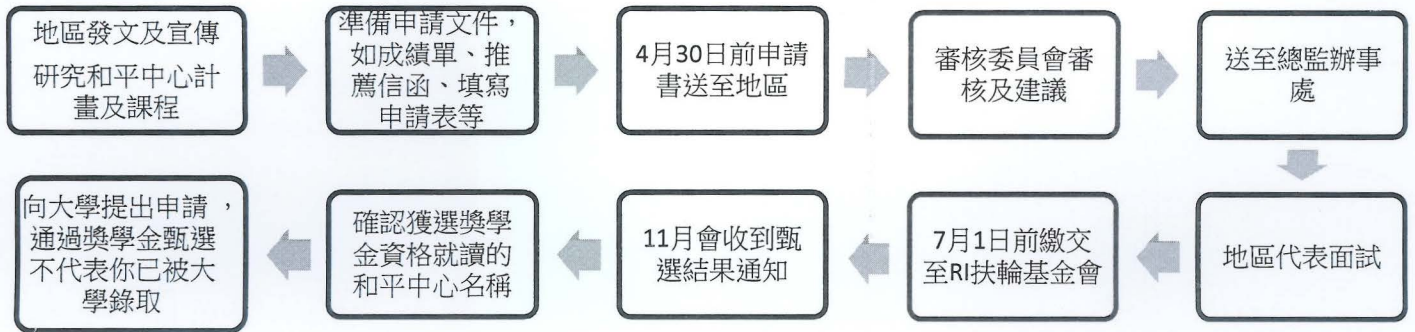 地區發文及宣傳
研究和平中心計
畫及課程
準備申請文件，
如成績單、推
薦信函、填寫
申請表等
4月30日前申請
書送至地區
審核委員會審
核及建議
送至總監辦事
處
地區代表面試
7月1日前繳交
至RI扶輪基金會
11月會收到甄
選結果通知
確認獲選獎學
金資格就讀的
和平中心名稱
向大學提出申請，
通過獎學金甄選
不代表你已被大
學錄取